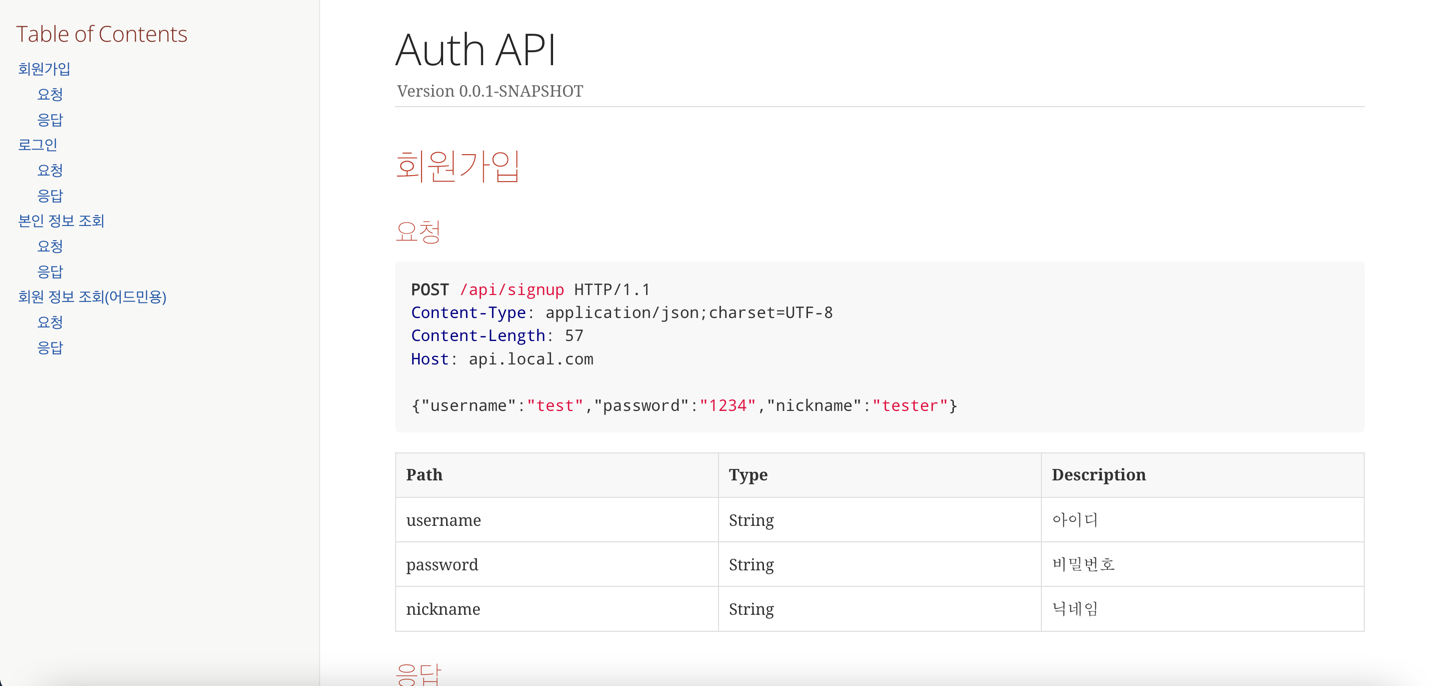 Table of Contents
회원가입
요청
응답
로그인
요청
응답
본인 정보 조회
요청
응답
회원 정보 조회(어드민용)
요청
응답
Auth API
Version 0.0.1-SNAPSHOT
회원가입
요청
POST /api/signup HTTP/1.1
Content-Type: application/json;charset=UTF-8
Content-Length: 57
Host: api.local.com
{"username":"test","password":"1234","nickname":"tester"}
Path Type Description
username String 아이디
password String 비밀번호
nickname String 닉네임
응답